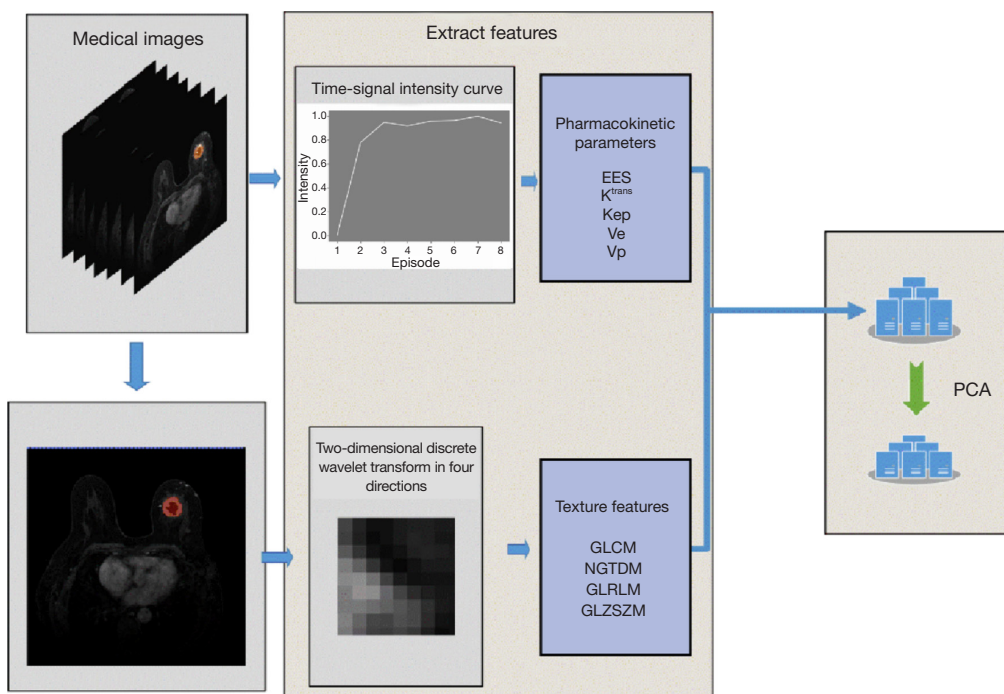 Medical images
Extract features
Time-signal intensity curve
Intensity
1.0
0.8
0.6
0.4
0.2
0.0
1 2 3 4 5 6 7 8
Episode
Pharmacokinetic
parameters
EES
K^trans
Kep
Ve
Vp
PCA
Two-dimensional discrete
wavelet transform in four
directions
Texture features
GLCM
NGTDM
GLRLM
GLZSZM